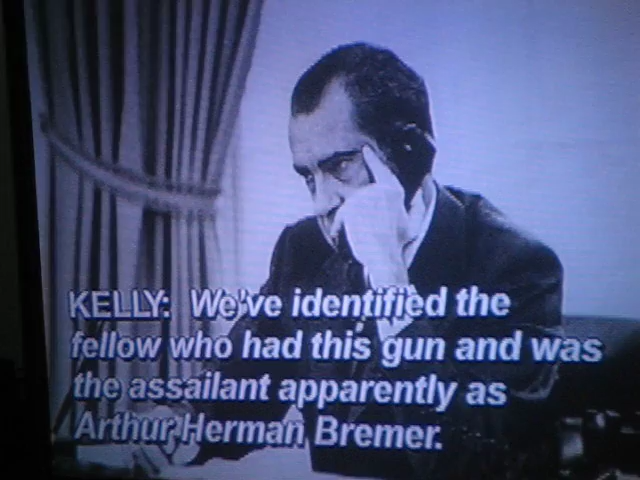 KELLY: We've identified the
fellow who had this gun and was
the assailant apparently as
Arthur Herman Bremer.